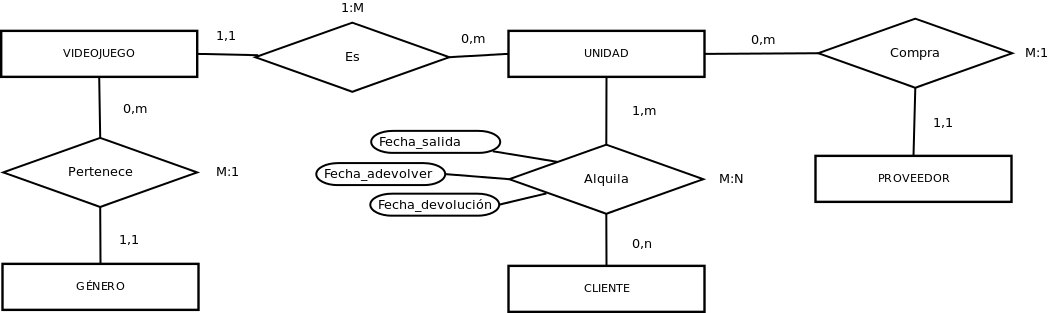 1:M
VIDEOJUEGO
1,1
Es
0,m
UNIDAD
0,m
Compra
M:1
0,m
1,m
1,1
Pertenece
M:1
Fecha_salida
Fecha_adevolver
Fecha_devolución
Alquila
M:N
PROVEEDOR
1,1
0,n
GÉNERO
CLIENTE